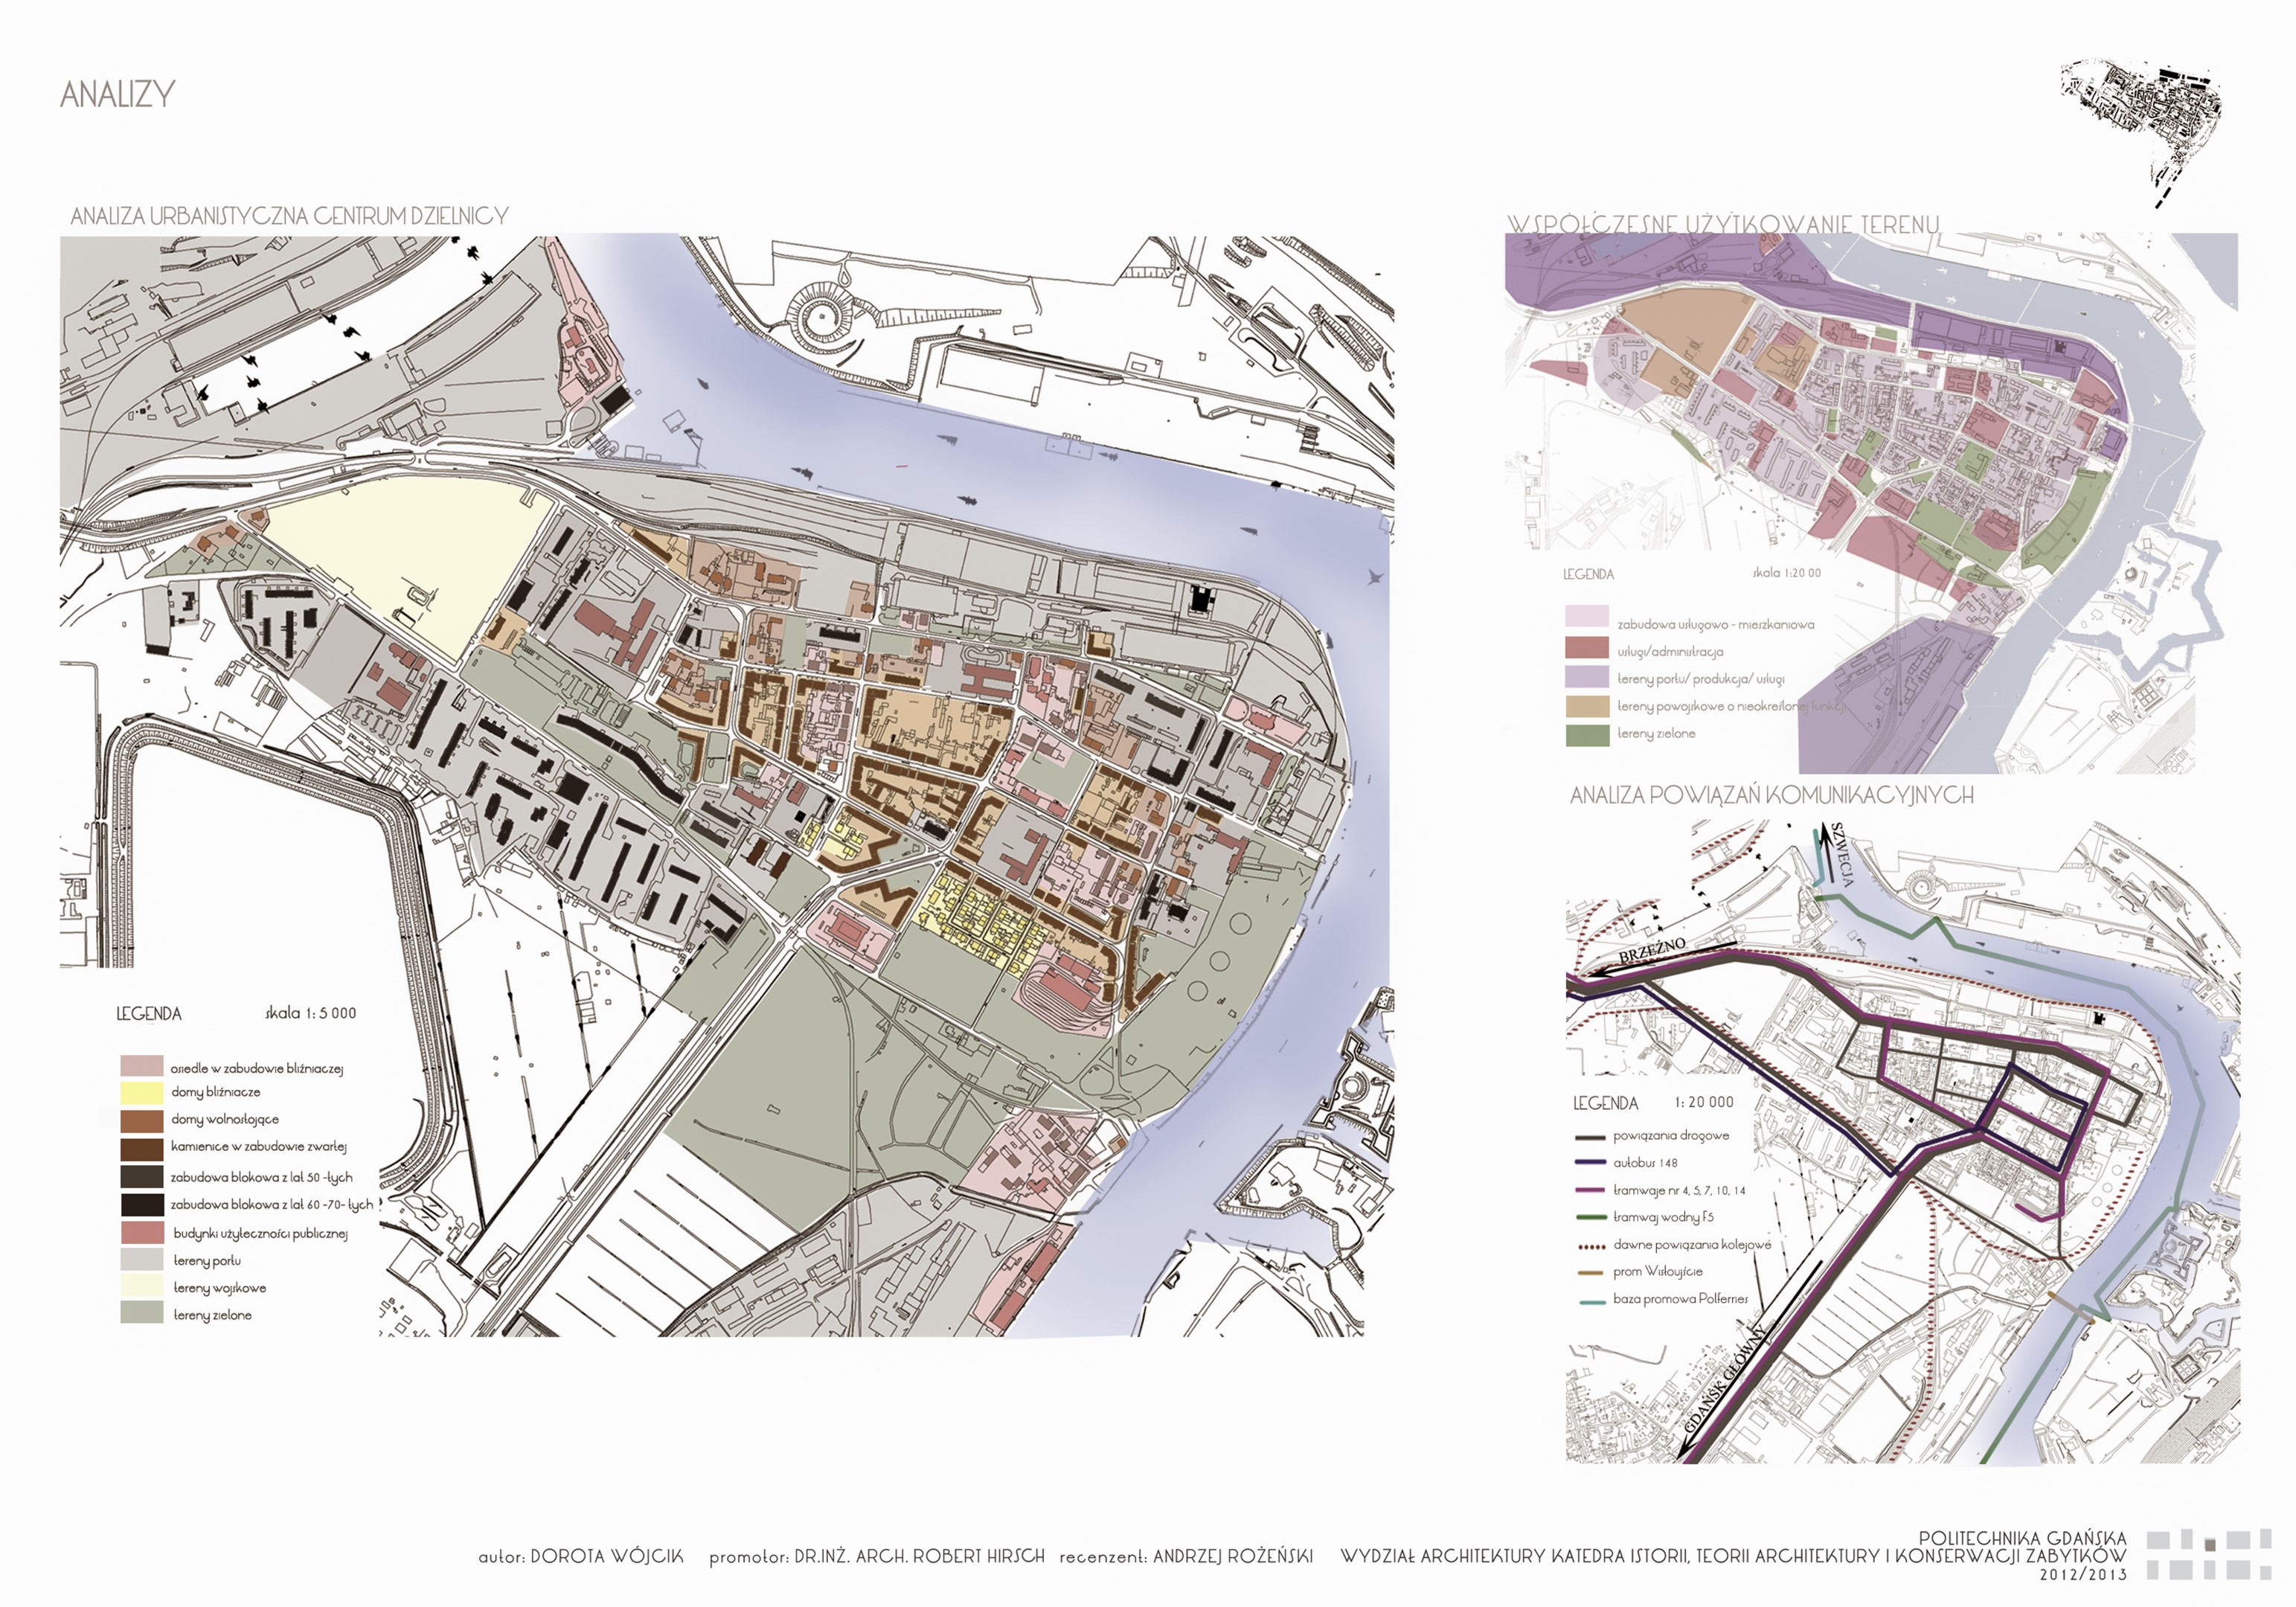 ANALIZY
ANALIZA URBANISTYCZNA CENTRUM DZIELNICY
LEGENDA skala 1: 5 000
osiedle w zabudowie bliźniaczej
domy bliźniacze
domy wolnostojące
kamienice w zabudowie zwartej
zabudowa blokowa z lat 50 -tych
zabudowa blokowa z lat 60 -70- tych
budynki użyteczności publicznej
tereny portu
tereny wojskowe
tereny zielone
WSPÓŁCZESNE UŻYTKOWANIE TERENU
LEGENDA skala 1:20 00
zabudowa usługowo - mieszkaniowa
usługi/administracja
tereny portu/ produkcja/ usługi
tereny powojskowe o nieokreślonej funkcji
tereny zielone
ANALIZA POWIĄZAŃ KOMUNIKACYJNYCH
SZWECJA
BRZEŹNO
GDAŃSK GŁÓWNY
LEGENDA 1: 20 000
powiązania drogowe
autobus 148
tramwaje nr 4, 5, 7, 10, 14
tramwaj wodny F5
dawne powiązania kolejowe
prom Wisłoujście
baza promowa Polferries
autor: DOROTA WÓJCIK promotor: DR.INŻ. ARCH. ROBERT HIRSCH recenzent: ANDRZEJ ROŻEŃSKI
POLITECHNIKA GDAŃSKA
WYDZIAŁ ARCHITEKTURY KATEDRA ISTORII, TEORII ARCHITEKTURY I KONSERWACJI ZABYTKÓW
2012/2013